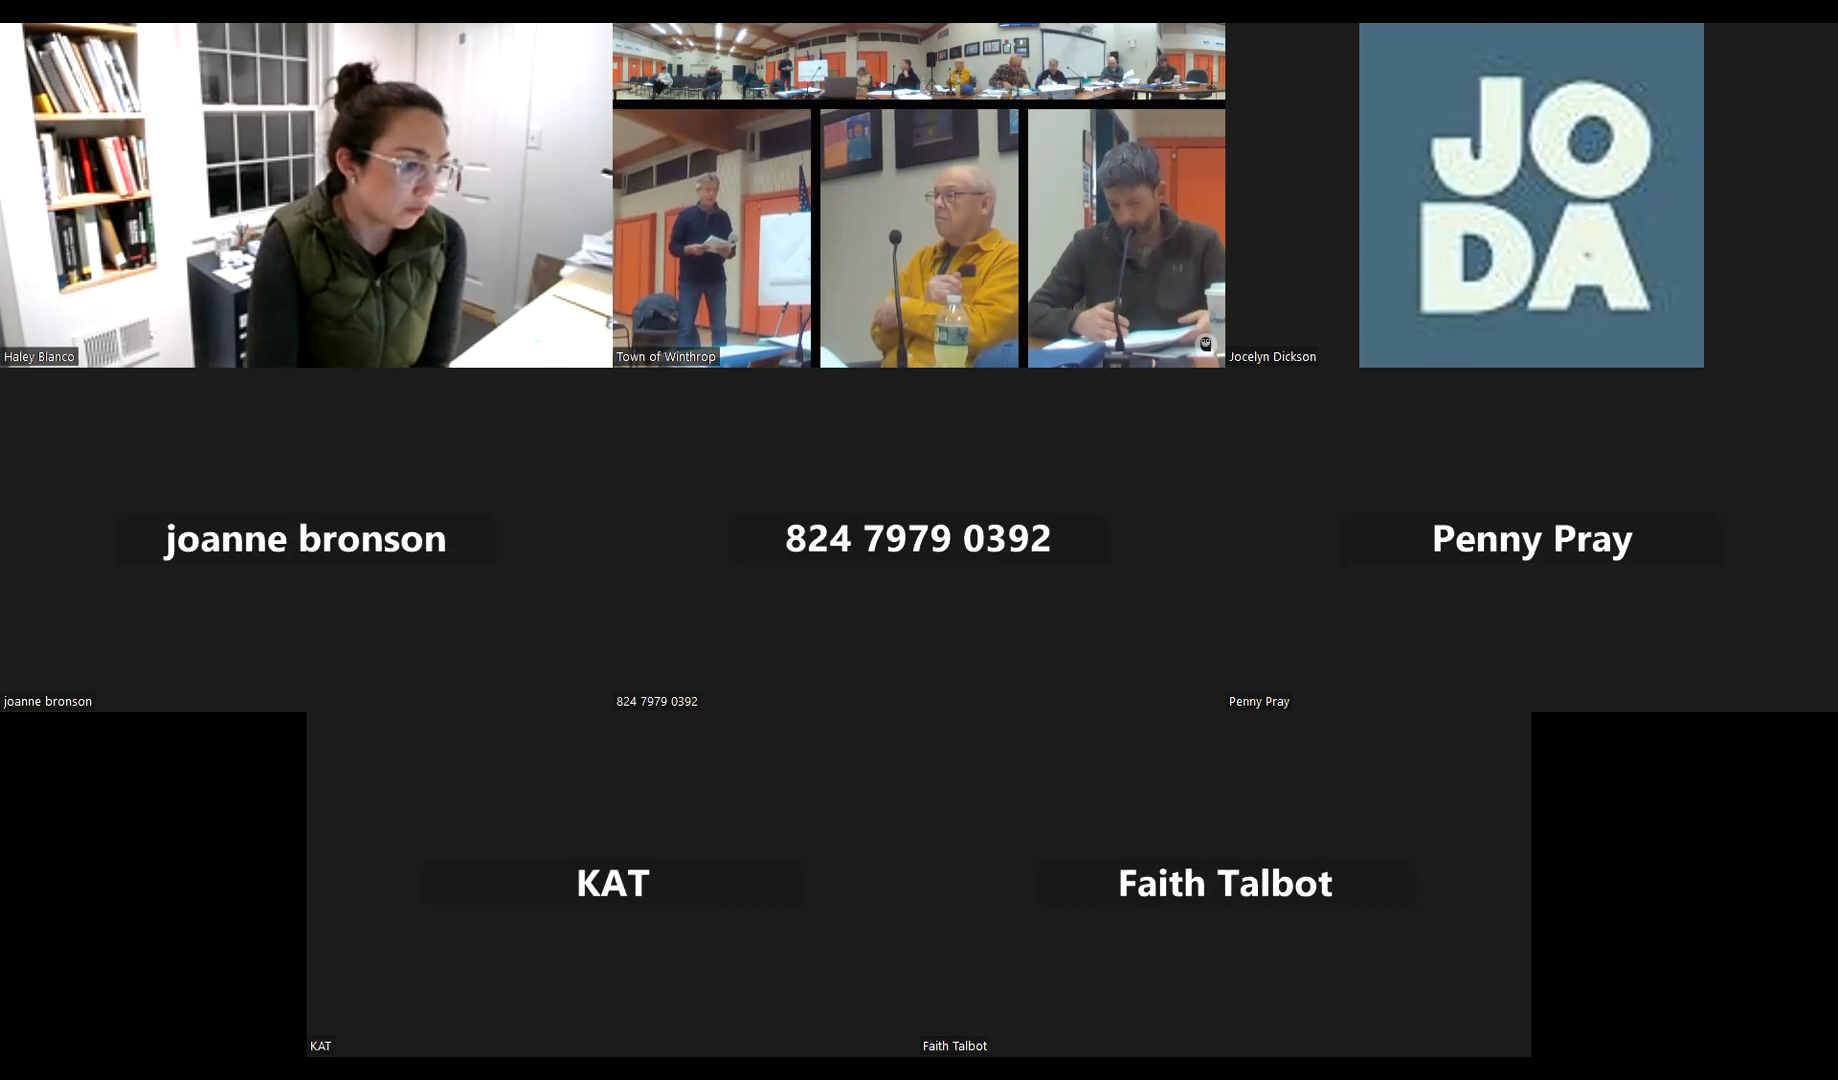 JO
DA
Haley Blanco
Town of Winthrop
Jocelyn Dickson
joanne bronson
824 7979 0392
Penny Pray
joanne bronson
824 7979 0392
Penny Pray
KAT
Faith Talbot
KAT
Faith Talbot